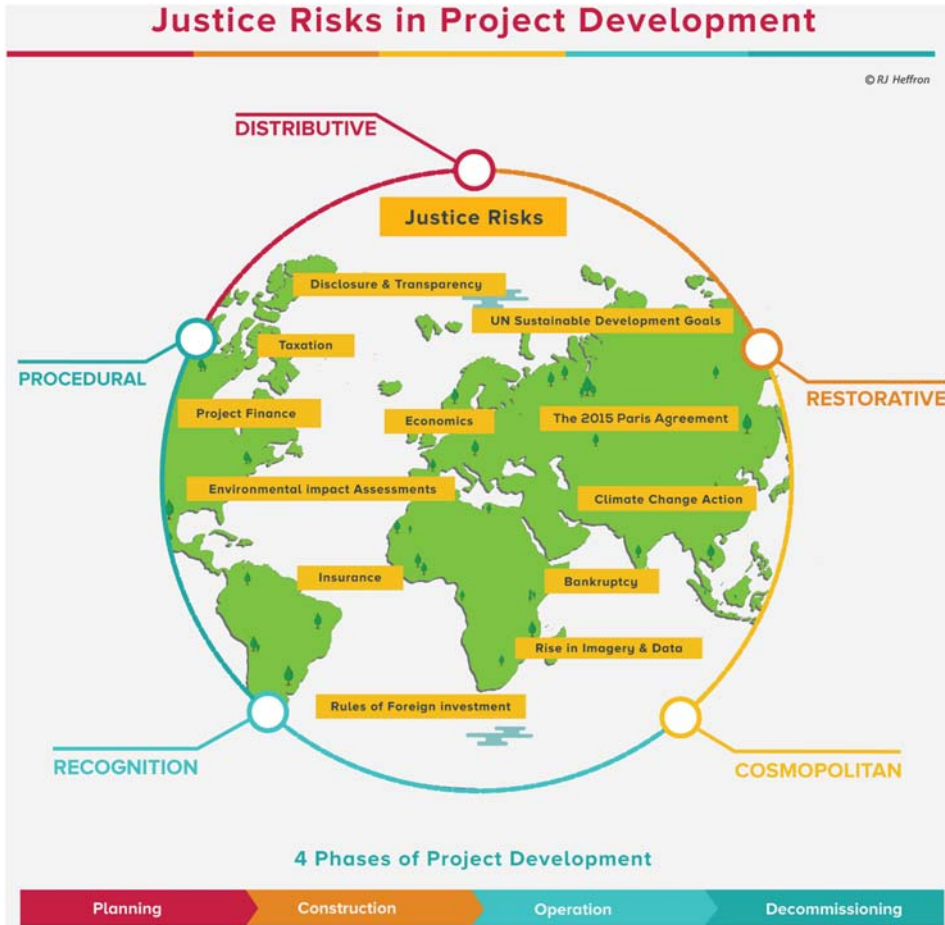 Justice Risks in Project Development
© RJ Heffron
DISTRIBUTIVE
Justice Risks
Disclosure & Transparency
UN Sustainable Development Goals
Taxation
PROCEDURAL
RESTORATIVE
Project Finance
Economics
The 2015 Paris Agreement
Environmental impact Assessments
Climate Change Action
Insurance
Bankruptcy
Rise in Imagery & Data
Rules of Foreign investment
RECOGNITION
COSMOPOLITAN
4 Phases of Project Development
Planning
Construction
Operation
Decommissioning